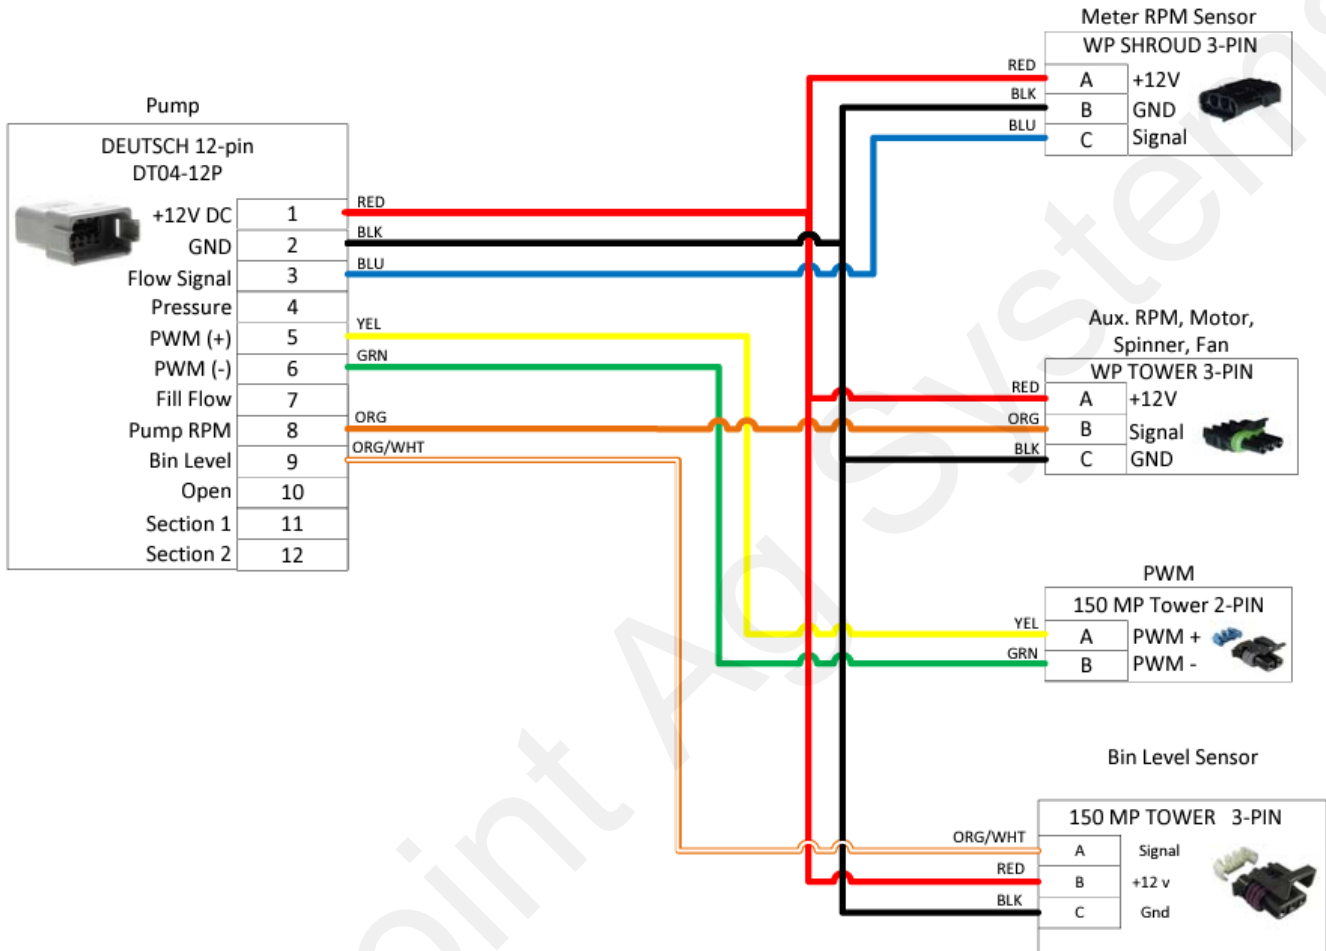 Pump
DEUTSCH 12-pin
DT04-12P
+12V DC 1 RED
GND 2 BLK
Flow Signal 3 BLU
Pressure 4
PWM (+) 5 YEL
PWM (-) 6 GRN
Fill Flow 7
Pump RPM 8 ORG
Bin Level 9 ORG/WHT
Open 10
Section 1 11
Section 2 12
Meter RPM Sensor
WP SHROUD 3-PIN
RED A +12V
BLK B GND
BLU C Signal
Aux. RPM, Motor,
Spinner, Fan
WP TOWER 3-PIN
RED A +12V
ORG B Signal
BLK C GND
PWM
150 MP Tower 2-PIN
YEL A PWM +
GRN B PWM -
Bin Level Sensor
150 MP TOWER 3-PIN
ORG/WHT A Signal
RED B +12 v
BLK C Gnd
oint Ag Systems